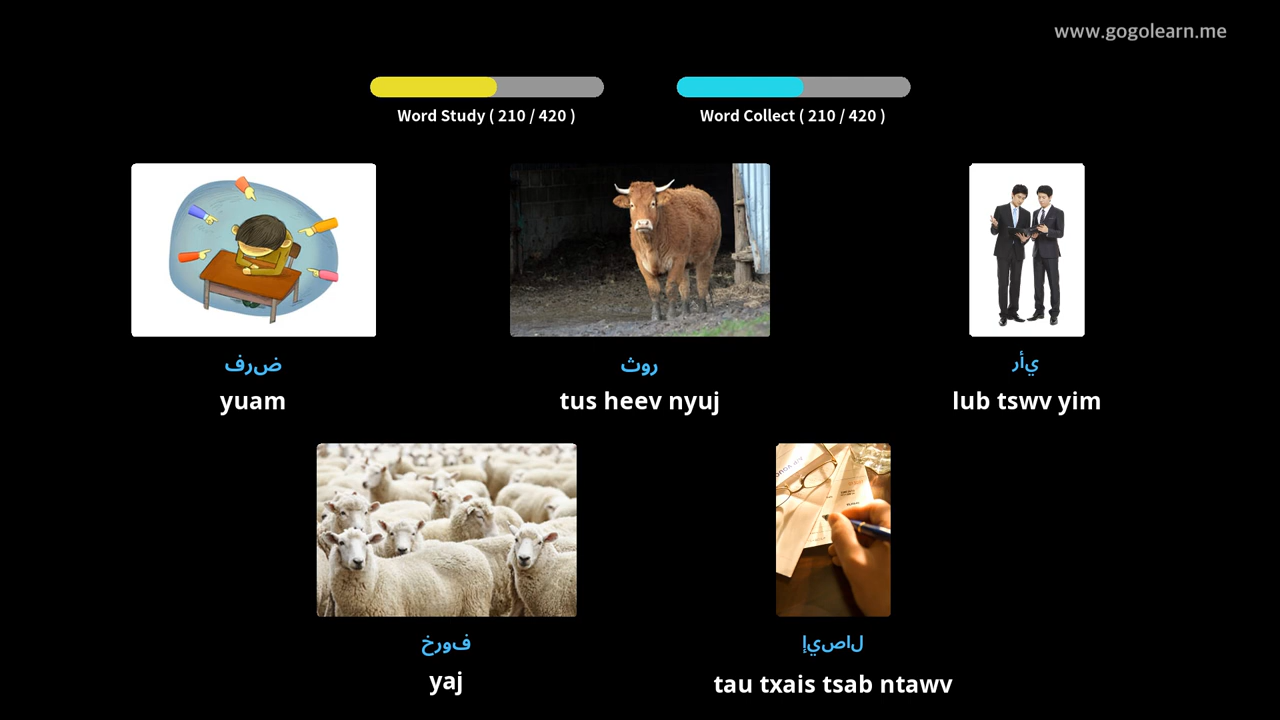 www.gogolearn.me
Word Study ( 210 / 420 )
Word Collect ( 210 / 420 )
ضرف
روث
يأر
yuam
tus heev nyuj
lub tswv yim
فورخ
لاصيإ
yaj
tau txais tsab ntawv